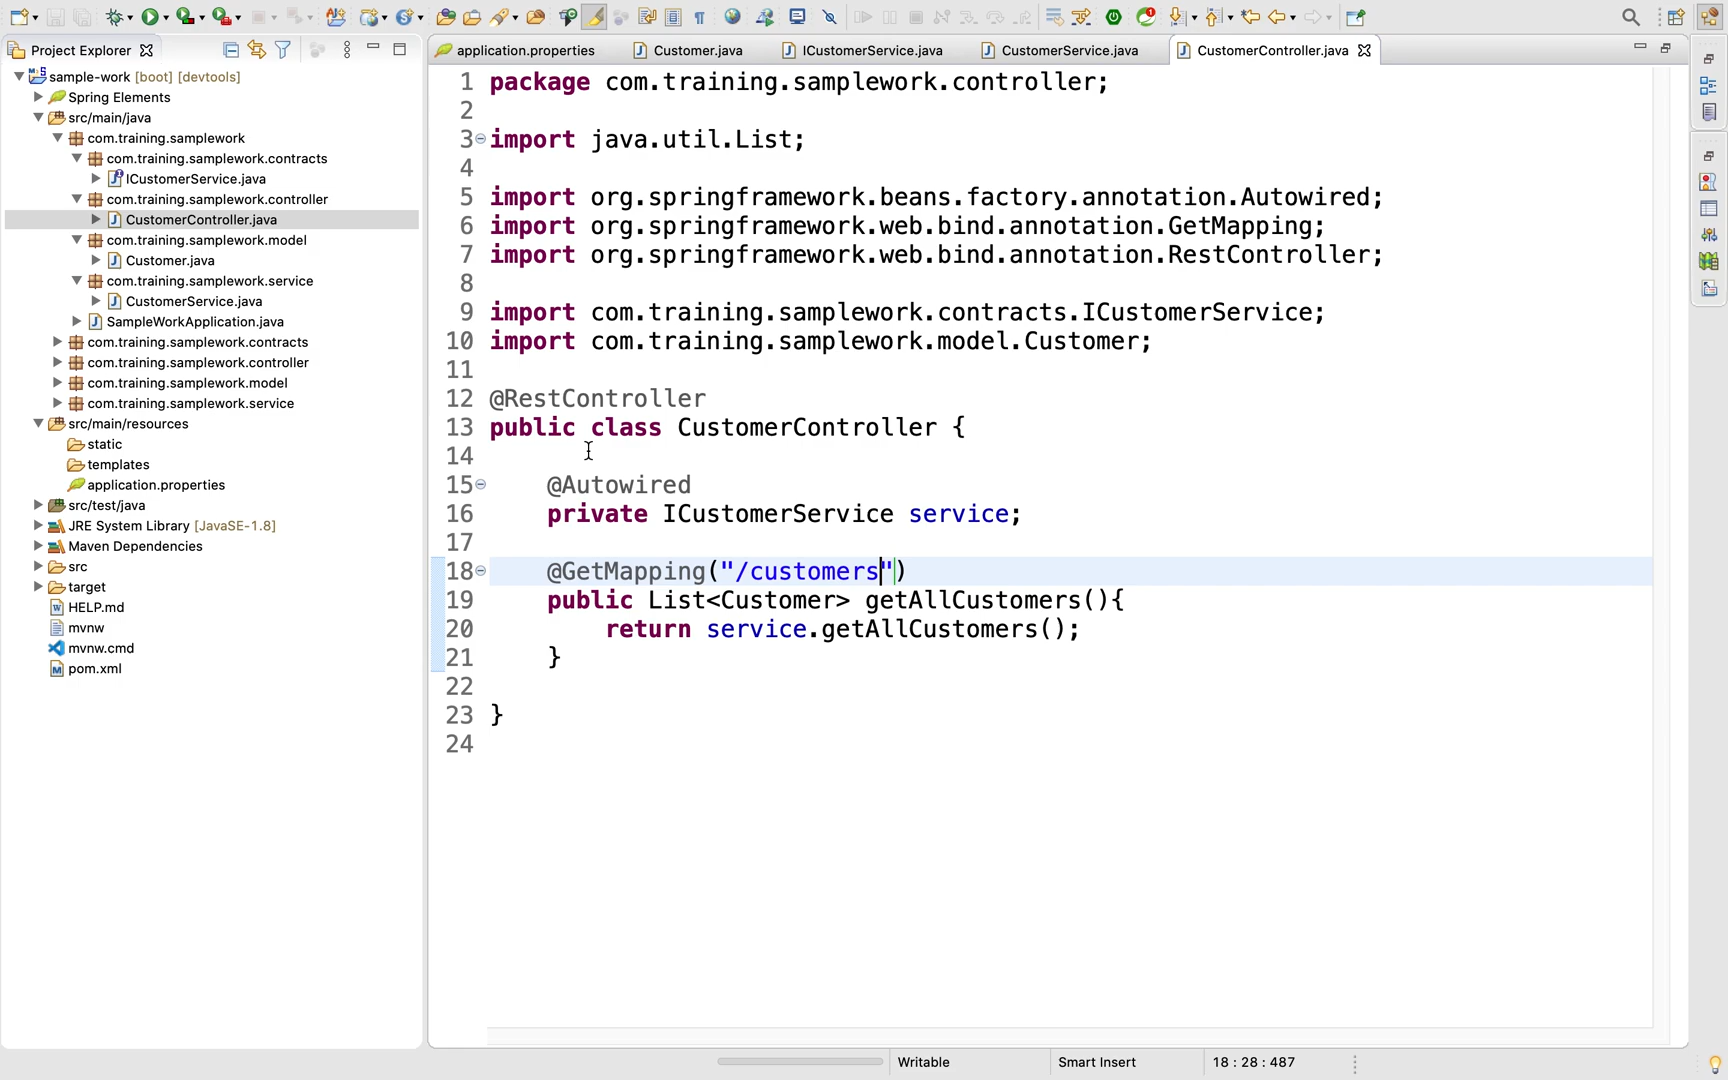 Project Explorer
application.properties
Customer.java
ICustomerService.java
CustomerService.java
CustomerController.java
sample-work [boot] [devtools]
Spring Elements
src/main/java
com.training.samplework
com.training.samplework.contracts
ICustomerService.java
com.training.samplework.controller
CustomerController.java
com.training.samplework.model
Customer.java
com.training.samplework.service
CustomerService.java
SampleWorkApplication.java
com.training.samplework.contracts
com.training.samplework.controller
com.training.samplework.model
com.training.samplework.service
src/main/resources
static
templates
application.properties
src/test/java
JRE System Library [JavaSE-1.8]
Maven Dependencies
src
target
HELP.md
mvnw
mvnw.cmd
pom.xml
1 package com.training.samplework.controller;
2
3 import java.util.List;
4
5 import org.springframework.beans.factory.annotation.Autowired;
6 import org.springframework.web.bind.annotation.GetMapping;
7 import org.springframework.web.bind.annotation.RestController;
8
9 import com.training.samplework.contracts.ICustomerService;
10 import com.training.samplework.model.Customer;
11
12 @RestController
13 public class CustomerController {
14
15 @Autowired
16 private ICustomerService service;
17
18 @GetMapping("/customers")
19 public List<Customer> getAllCustomers(){
20 return service.getAllCustomers();
21 }
22
23 }
24
Writable
Smart Insert
18 : 28 : 487